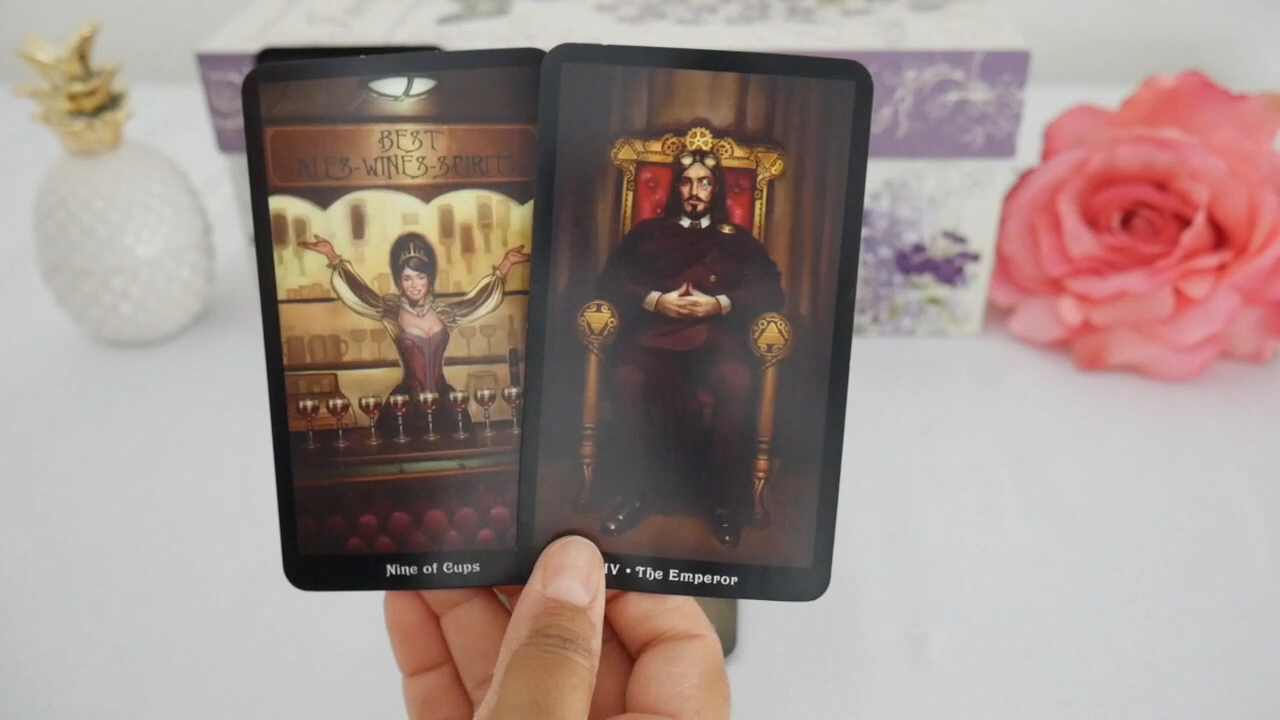 BEST
ALES-WINES-SPIRITS
Nine of Cups
IV • The Emperor